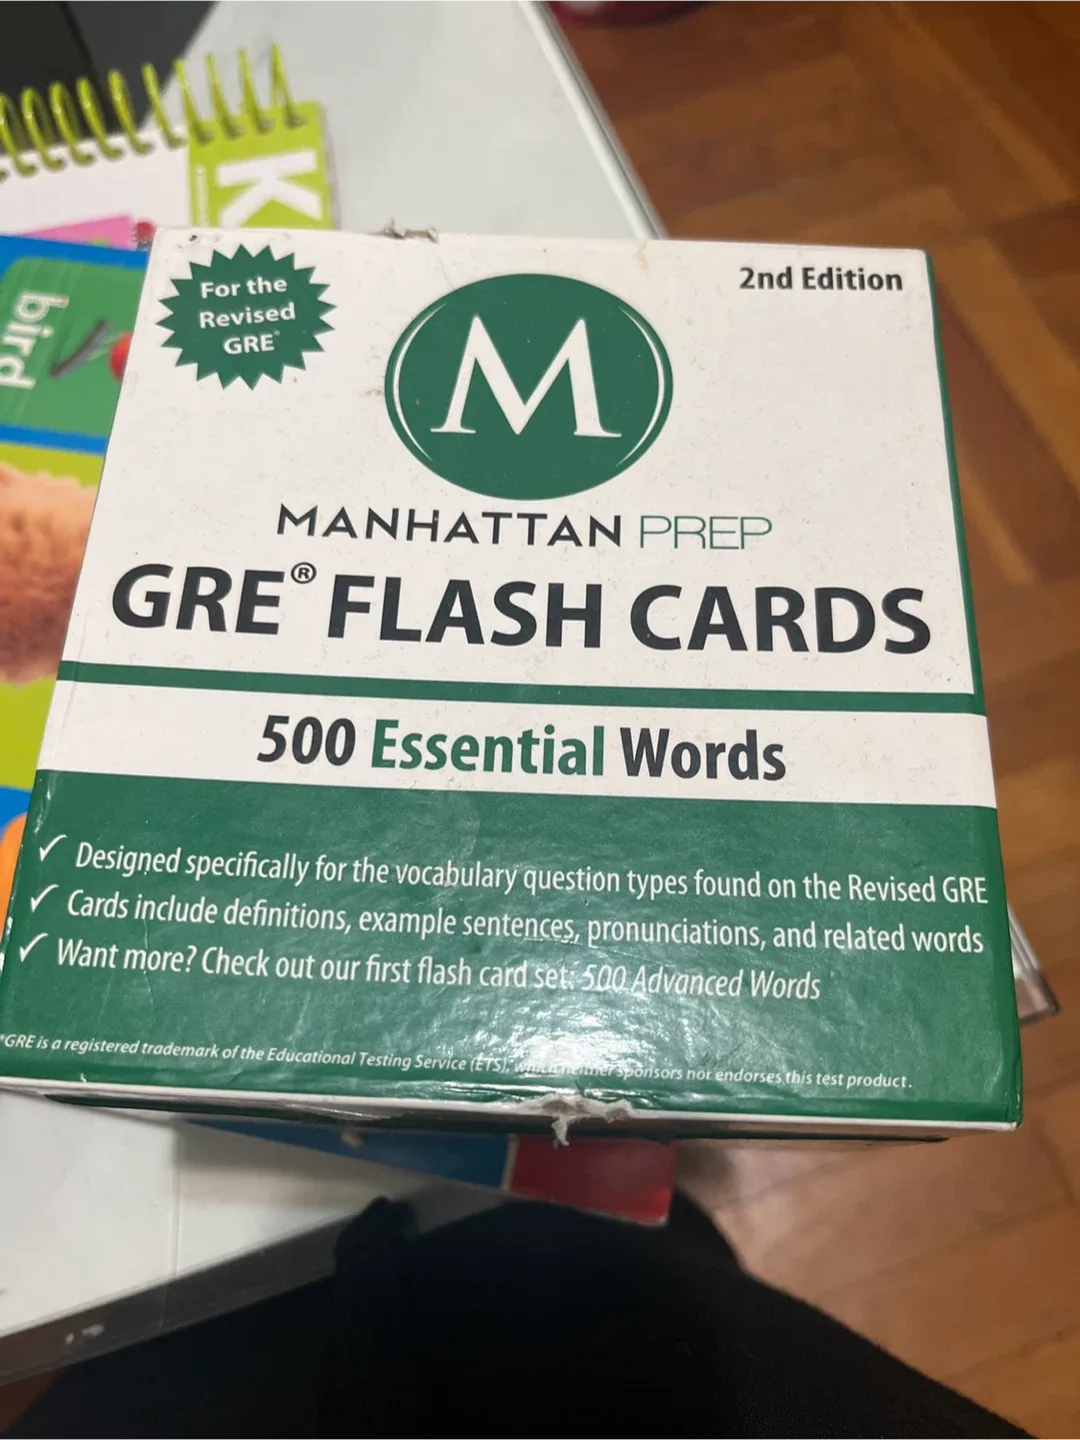 K
bird
For the
Revised
GRE*
2nd Edition
M
MANHATTAN PREP
GRE® FLASH CARDS
500 Essential Words
✓ Designed specifically for the vocabulary question types found on the Revised GRE
✓ Cards include definitions, example sentences, pronunciations, and related words
✓ Want more? Check out our first flash card set: 500 Advanced Words
*GRE is a registered trademark of the Educational Testing Service (ETS), which neither sponsors nor endorses this test product.